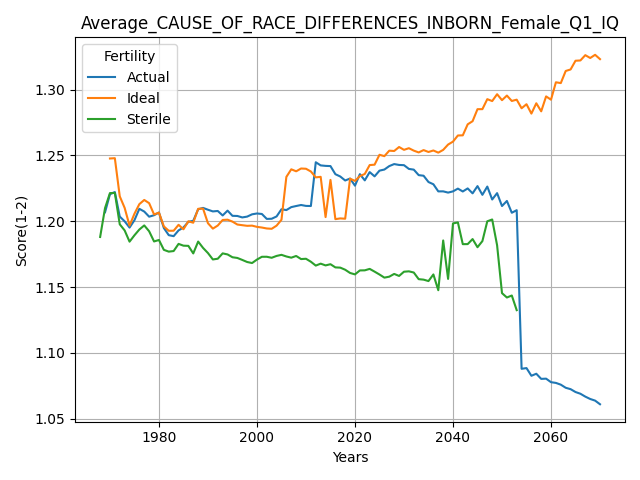 Average_CAUSE_OF_RACE_DIFFERENCES_INBORN_Female_Q1_IQ
Fertility
Actual
Ideal
Sterile
Score(1-2)
1.30
1.25
1.20
1.15
1.10
1.05
1980
2000
2020
2040
2060
Years